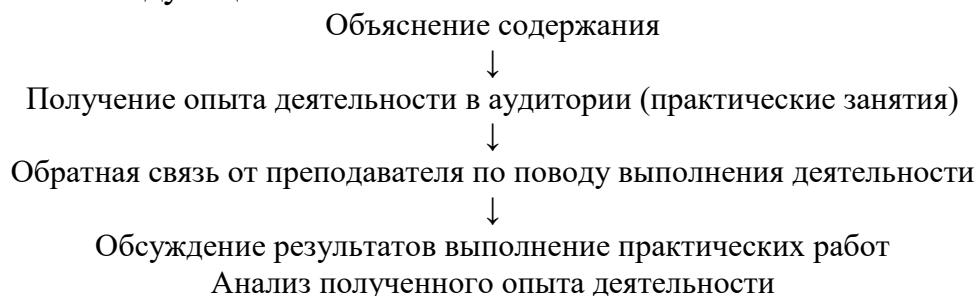 Объяснение содержания
↓
Получение опыта деятельности в аудитории (практические занятия)
↓
Обратная связь от преподавателя по поводу выполнения деятельности
↓
Обсуждение результатов выполнение практических работ
Анализ полученного опыта деятельности